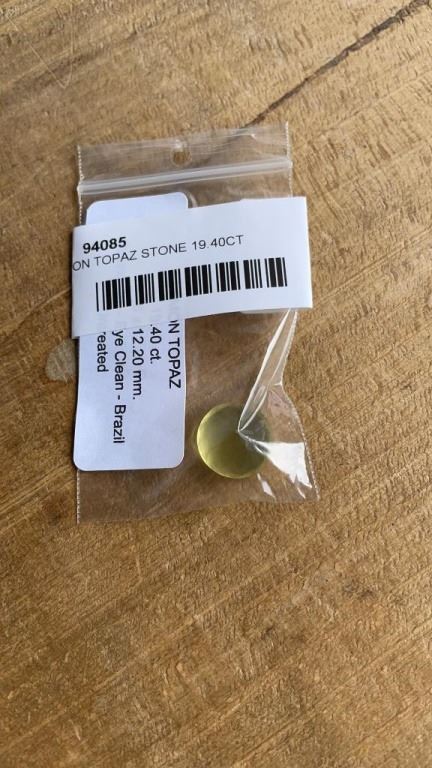 94085
ON TOPAZ STONE 19.40CT
ON TOPAZ
.40 ct.
12.20 mm.
ye Clean - Brazil
reated